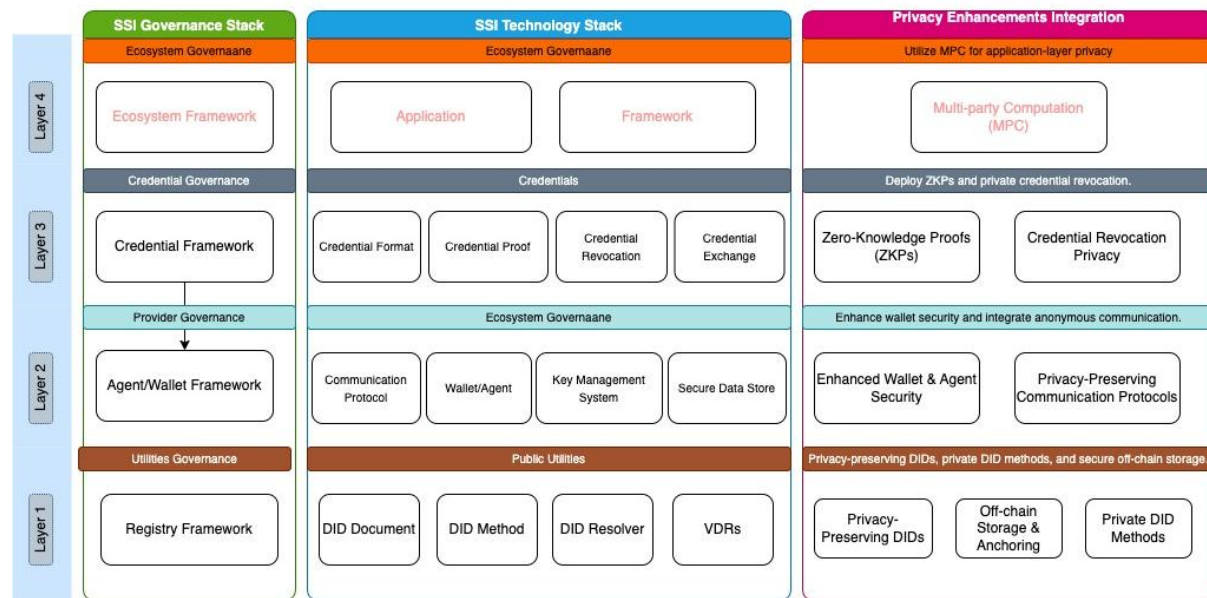 SSI Governance Stack
SSI Technology Stack
Privacy Enhancements Integration
Ecosystem Governaane
Ecosystem Governaane
Utilize MPC for application-layer privacy
Layer 4
Ecosystem Framework
Application
Framework
Multi-party Computation
(MPC)
Credential Governance
Credentials
Deploy ZKPs and private credential revocation.
Layer 3
Credential Framework
Credential Format
Credential Proof
Credential
Revocation
Credential
Exchange
Zero-Knowledge Proofs
(ZKPs)
Credential Revocation
Privacy
Provider Governance
Ecosystem Governaane
Enhance wallet security and integrate anonymous communication.
Layer 2
Agent/Wallet Framework
Communication
Protocol
Wallet/Agent
Key Management
System
Secure Data Store
Enhanced Wallet & Agent
Security
Privacy-Preserving
Communication Protocols
Utilities Governance
Public Utilities
Privacy-preserving DIDs, private DID methods, and secure off-chain storage.
Layer 1
Registry Framework
DID Document
DID Method
DID Resolver
VDRs
Privacy-
Preserving DIDs
Off-chain
Storage &
Anchoring
Private DID
Methods